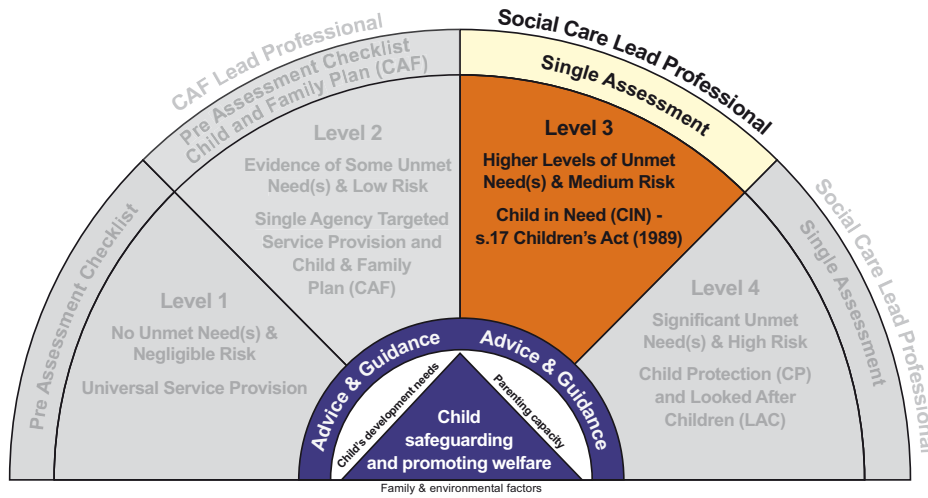 CAF Lead Professional
Pre Assessment Checklist
Child and Family Plan (CAF)
Social Care Lead Professional
Single Assessment
Pre Assessment Checklist
Social Care Lead Professional
Single Assessment
Level 1
No Unmet Need(s) &
Negligible Risk
Universal Service Provision
Level 2
Evidence of Some Unmet
Need(s) & Low Risk
Single Agency Targeted
Service Provision and
Child & Family
Plan (CAF)
Level 3
Higher Levels of Unmet
Need(s) & Medium Risk
Child in Need (CIN) -
s.17 Children’s Act (1989)
Level 4
Significant Unmet
Need(s) & High Risk
Child Protection (CP)
and Looked After
Children (LAC)
Advice & Guidance
Advice & Guidance
Child's development needs
Parenting capacity
Child
safeguarding
and promoting welfare
Family & environmental factors